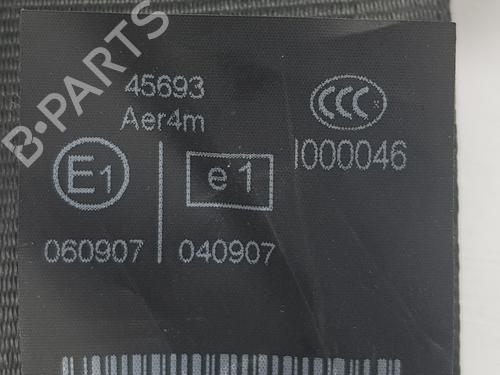 B-PARTS
45693
Aer4m
CCC
I000046
E1
e1
060907
040907